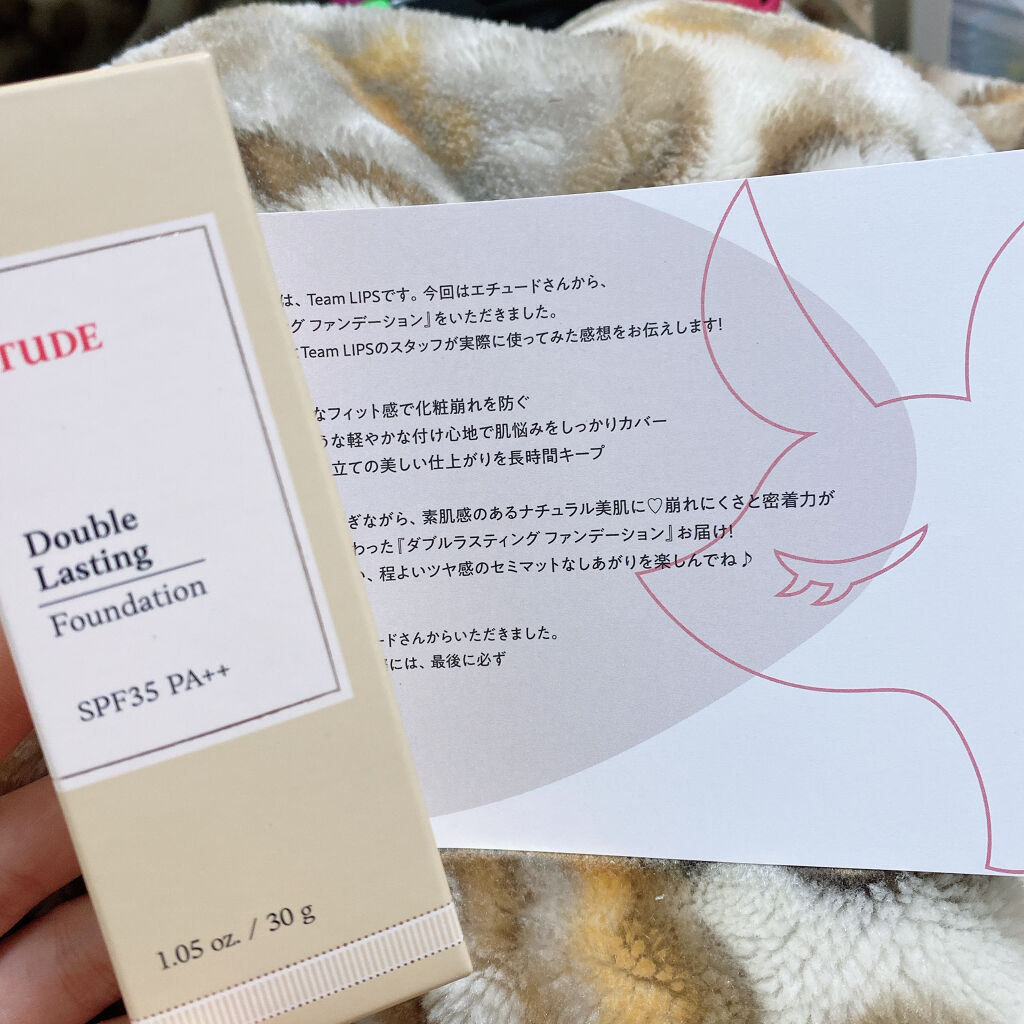 TUDE
Double
Lasting
Foundation
SPF35 PA++
1.05 oz. / 30 g
は、Team LIPSです。今回はエチュードさんから、
グ ファンデーション』をいただきました。
Team LIPSのスタッフが実際に使ってみた感想をお伝えします!
なフィット感で化粧崩れを防ぐ
うな軽やかな付け心地で肌悩みをしっかりカバー
立ての美しい仕上がりを長時間キープ
ぎながら、素肌感のあるナチュラル美肌に♡崩れにくさと密着力が
わった『ダブルラスティング ファンデーション』お届け!
、程よいツヤ感のセミマットなしあがりを楽しんでね♪
ードさんからいただきました。
には、最後に必ず